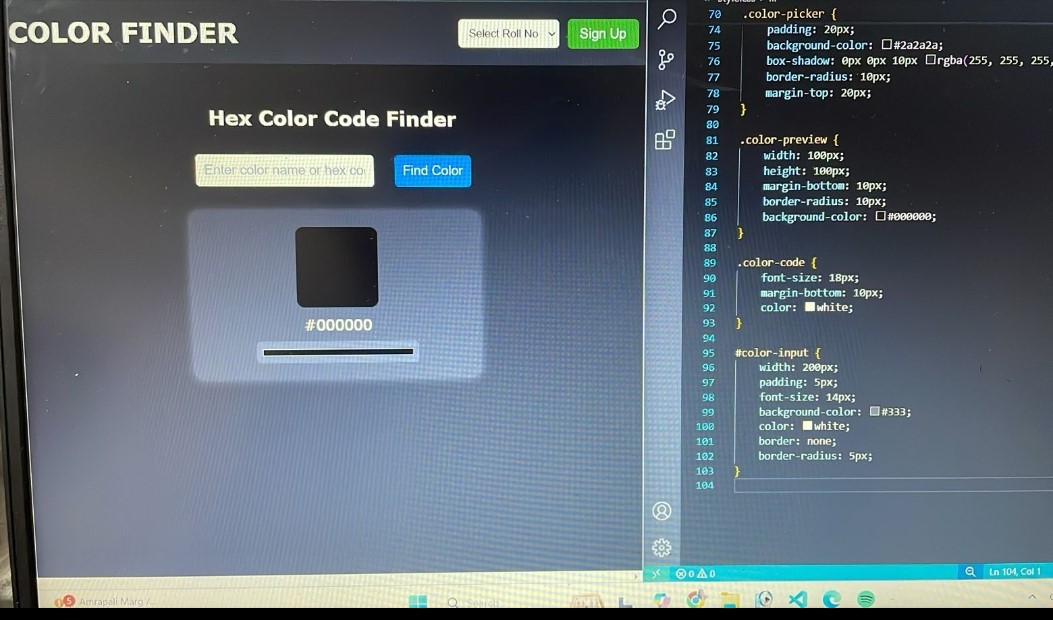 COLOR FINDER
Select Roll No
Sign Up
Hex Color Code Finder
Enter color name or hex co
Find Color
#000000
70 .color-picker {
74 padding: 20px;
75 background-color: #2a2a2a;
76 box-shadow: 0px 0px 10px rgba(255, 255, 255,
77 border-radius: 10px;
78 margin-top: 20px;
79 }
80
81 .color-preview {
82 width: 100px;
83 height: 100px;
84 margin-bottom: 10px;
85 border-radius: 10px;
86 background-color: #000000;
87 }
88
89 .color-code {
90 font-size: 18px;
91 margin-bottom: 10px;
92 color: white;
93 }
94
95 #color-input {
96 width: 200px;
97 padding: 5px;
98 font-size: 14px;
99 background-color: #333;
100 color: white;
101 border: none;
102 border-radius: 5px;
103 }
104
0 0
Ln 104, Col 1
5
Amrapali Marg /
Search